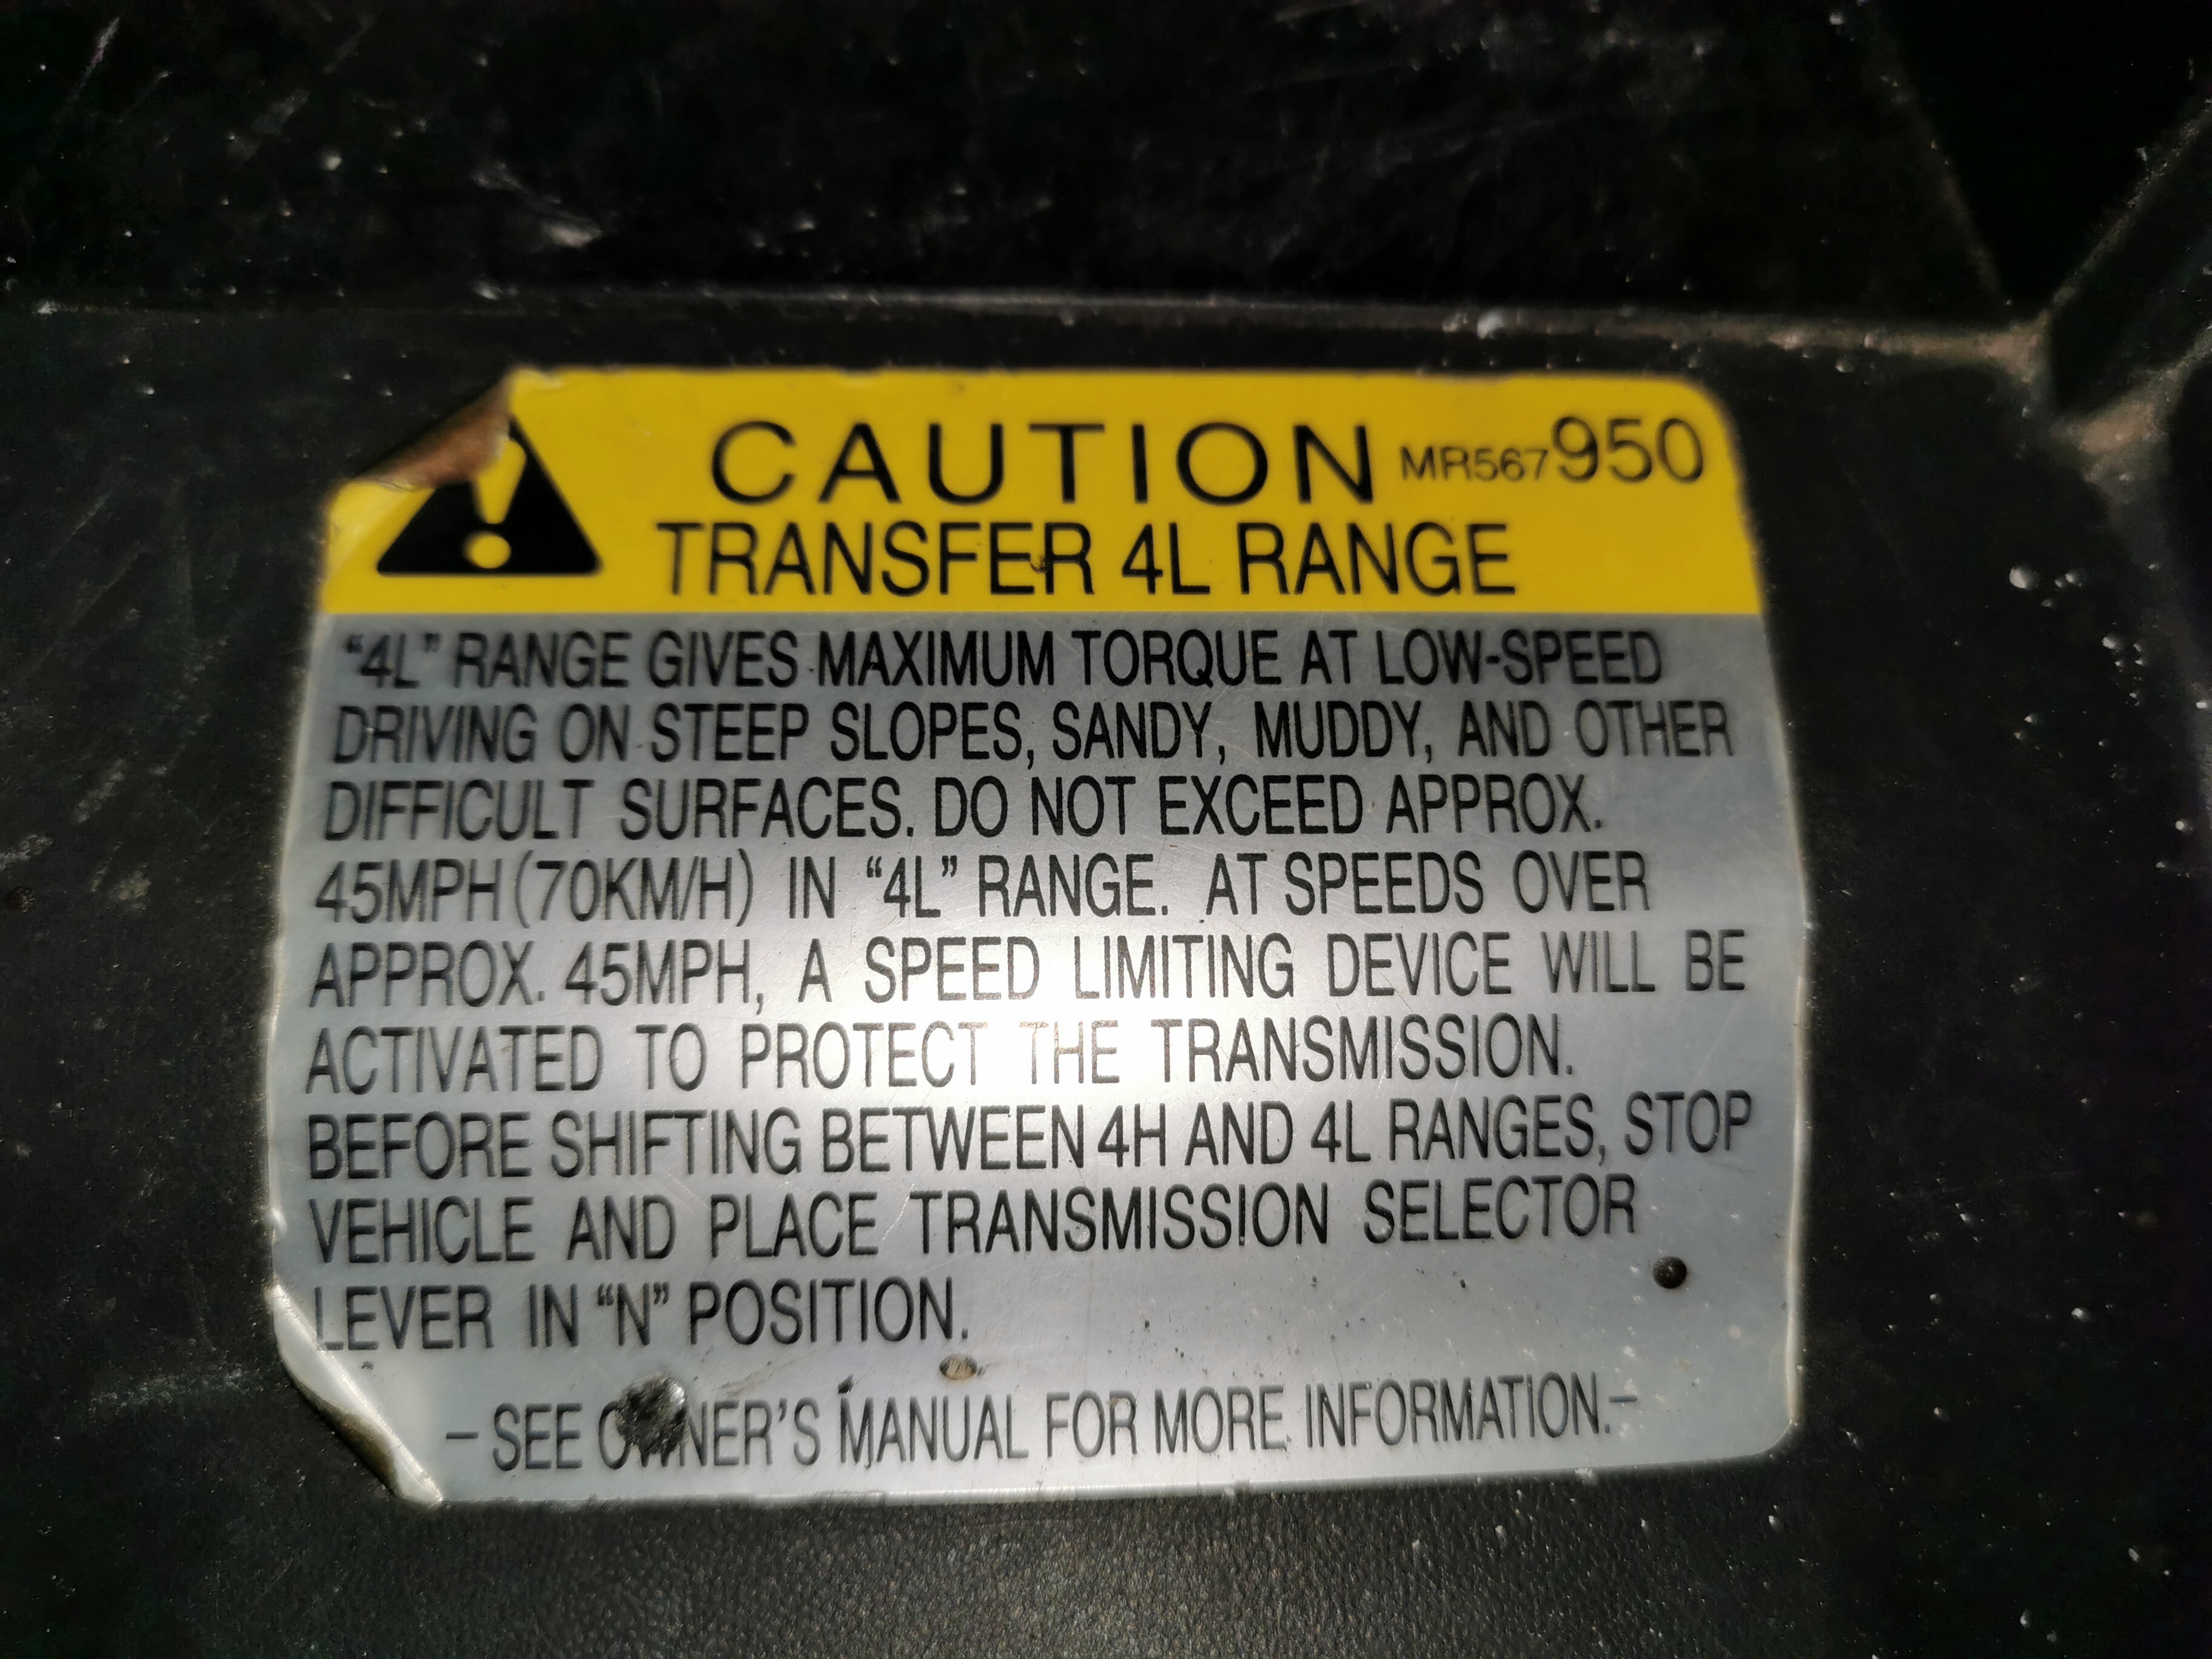 CAUTION MR567950
TRANSFER 4L RANGE
“4L” RANGE GIVES MAXIMUM TORQUE AT LOW-SPEED
DRIVING ON STEEP SLOPES, SANDY, MUDDY, AND OTHER
DIFFICULT SURFACES. DO NOT EXCEED APPROX.
45MPH (70KM/H) IN “4L” RANGE. AT SPEEDS OVER
APPROX. 45MPH, A SPEED LIMITING DEVICE WILL BE
ACTIVATED TO PROTECT THE TRANSMISSION.
BEFORE SHIFTING BETWEEN 4H AND 4L RANGES, STOP
VEHICLE AND PLACE TRANSMISSION SELECTOR
LEVER IN “N” POSITION.
– SEE OWNER’S MANUAL FOR MORE INFORMATION.–